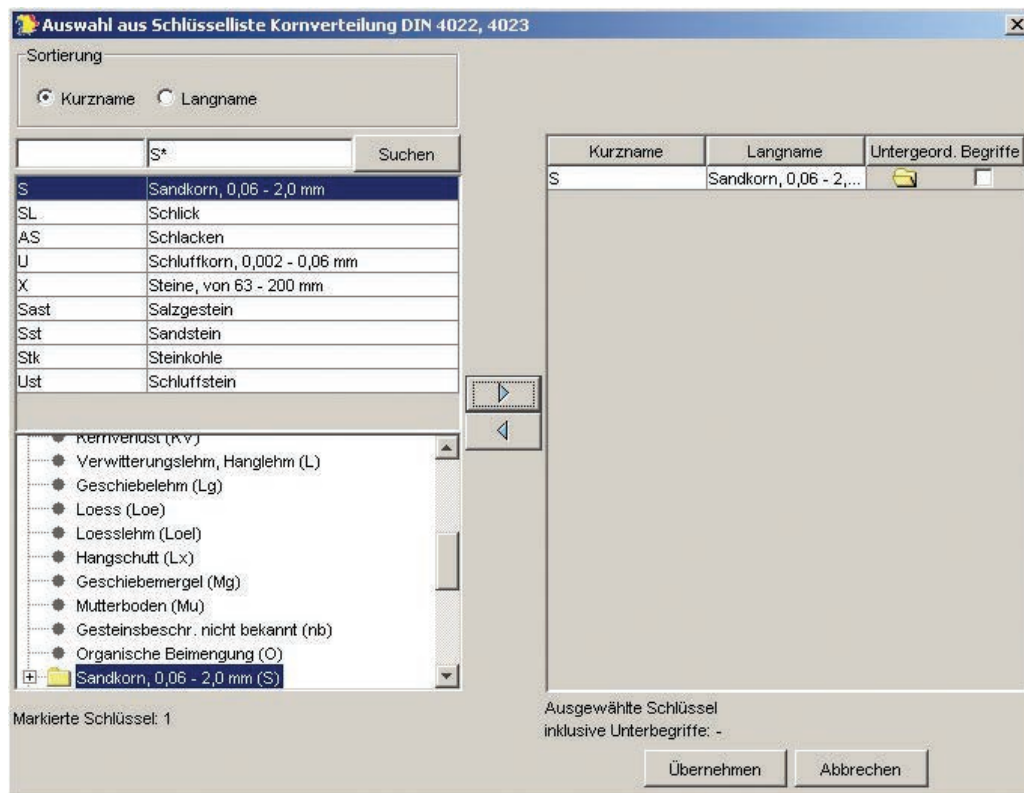 Auswahl aus Schlüsselliste Kornverteilung DIN 4022, 4023
Sortierung
Kurzname Langname
S* Suchen
S Sandkorn, 0,06 - 2,0 mm
SL Schlick
AS Schlacken
U Schluffkorn, 0,002 - 0,06 mm
X Steine, von 63 - 200 mm
Sast Salzgestein
Sst Sandstein
Stk Steinkohle
Ust Schluffstein
Kernverlust (KV)
Verwitterungslehm, Hanglehm (L)
Geschiebelehm (Lg)
Loess (Loe)
Loesslehm (Loel)
Hangschutt (Lx)
Geschiebemergel (Mg)
Mutterboden (Mu)
Gesteinsbeschr. nicht bekannt (nb)
Organische Beimengung (O)
Sandkorn, 0,06 - 2,0 mm (S)
Markierte Schlüssel: 1
Kurzname Langname Untergeord. Begriffe
S Sandkorn, 0,06 - 2,...
Ausgewählte Schlüssel
inklusive Unterbegriffe: -
Übernehmen Abbrechen